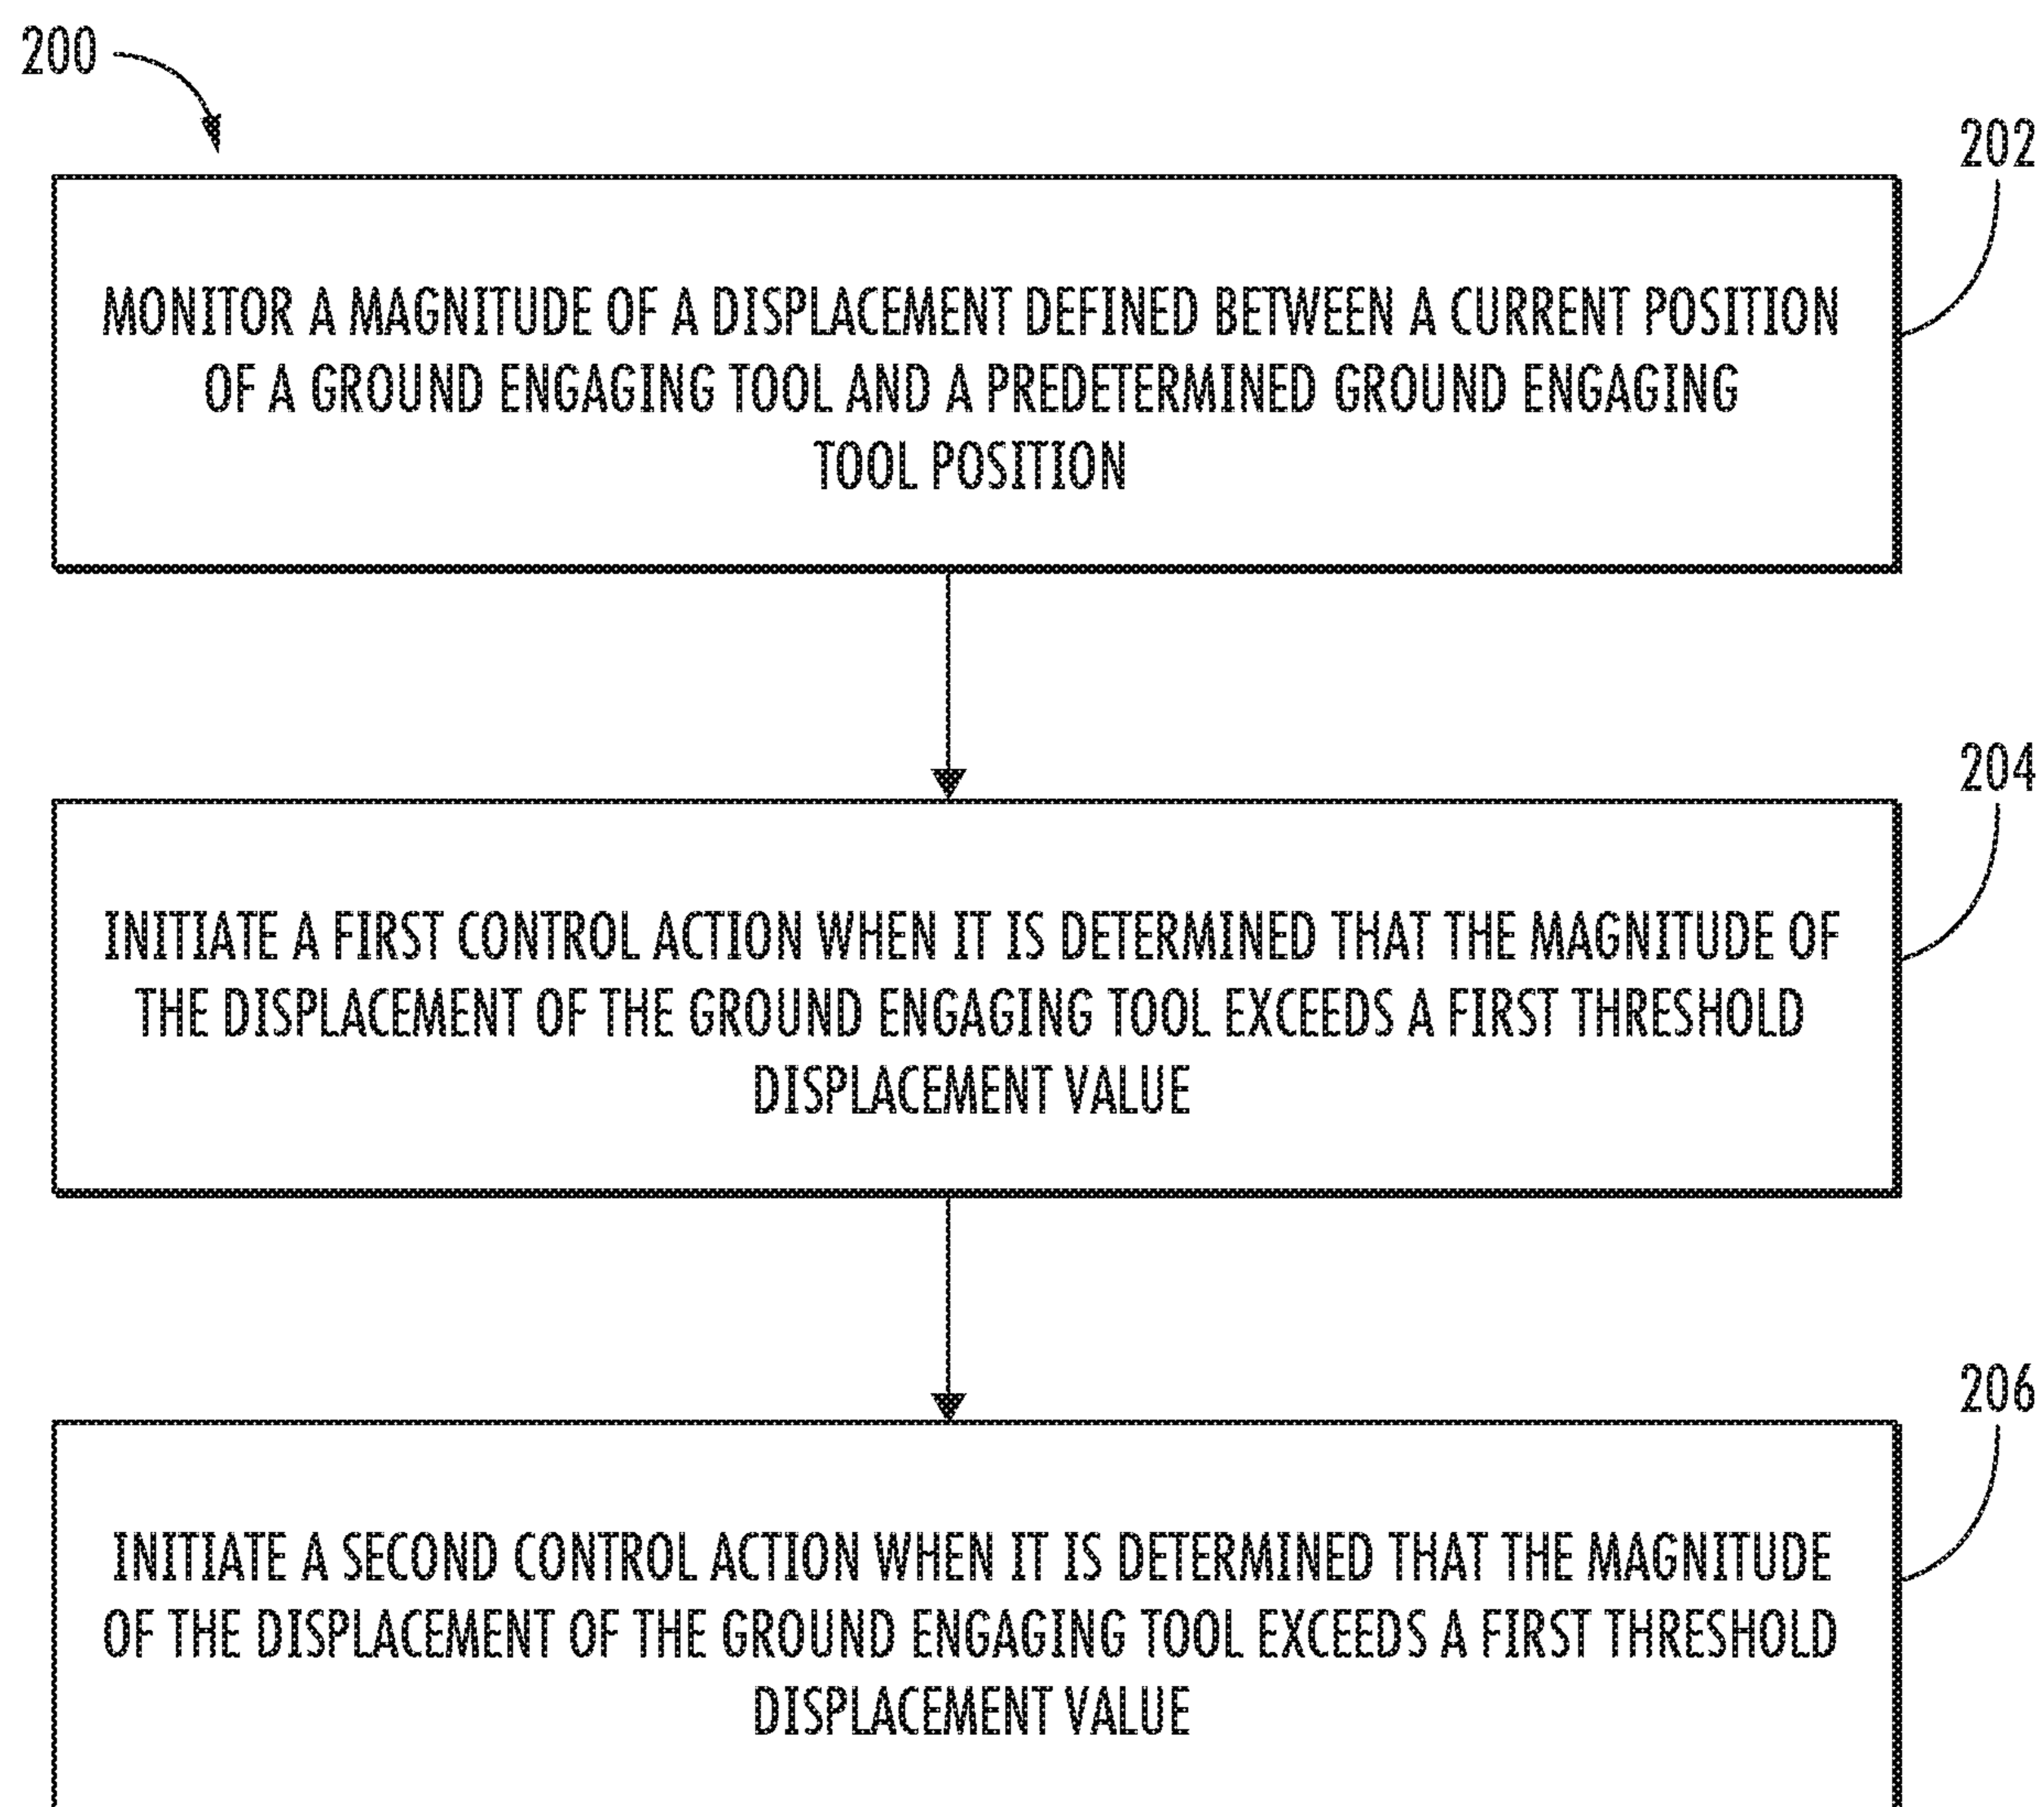 200
202
MONITOR A MAGNITUDE OF A DISPLACEMENT DEFINED BETWEEN A CURRENT POSITION
OF A GROUND ENGAGING TOOL AND A PREDETERMINED GROUND ENGAGING
TOOL POSITION
204
INITIATE A FIRST CONTROL ACTION WHEN IT IS DETERMINED THAT THE MAGNITUDE OF
THE DISPLACEMENT OF THE GROUND ENGAGING TOOL EXCEEDS A FIRST THRESHOLD
DISPLACEMENT VALUE
206
INITIATE A SECOND CONTROL ACTION WHEN IT IS DETERMINED THAT THE MAGNITUDE
OF THE DISPLACEMENT OF THE GROUND ENGAGING TOOL EXCEEDS A FIRST THRESHOLD
DISPLACEMENT VALUE